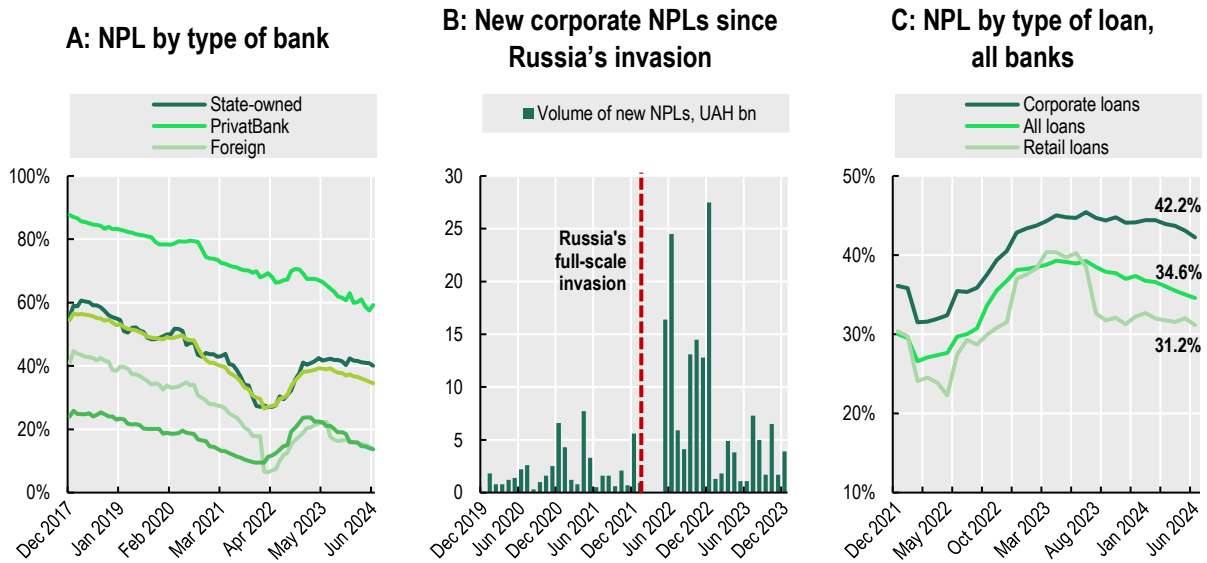 A: NPL by type of bank
State-owned
PrivatBank
Foreign
100%
80%
60%
40%
20%
0%
Dec 2017
Jan 2019
Feb 2020
Mar 2021
Apr 2022
May 2023
Jun 2024
B: New corporate NPLs since
Russia's invasion
Volume of new NPLs, UAH bn
30
25
20
15
10
5
0
Russia's
full-scale
invasion
Dec 2019
Jun 2020
Dec 2020
Jun 2021
Dec 2021
Jun 2022
Dec 2022
Jun 2023
Dec 2023
C: NPL by type of loan,
all banks
Corporate loans
All loans
Retail loans
50%
40%
30%
20%
10%
42.2%
34.6%
31.2%
Dec 2021
May 2022
Oct 2022
Mar 2023
Aug 2023
Jan 2024
Jun 2024